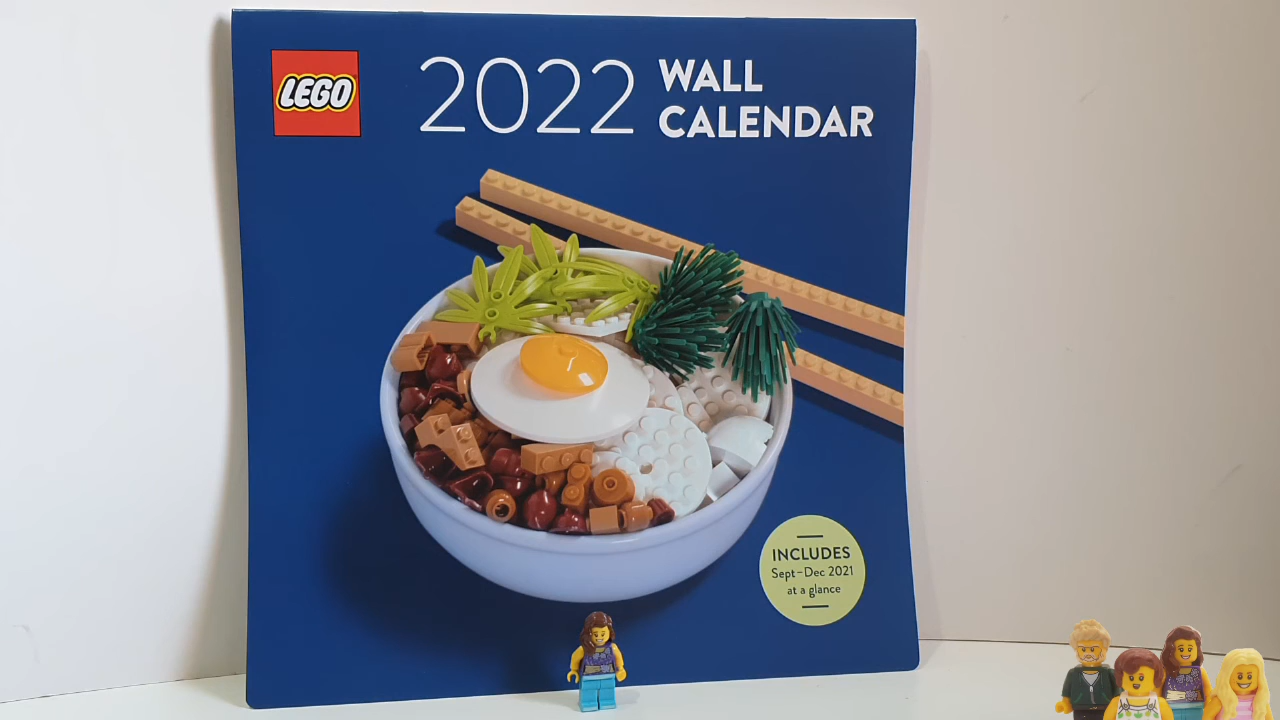 LEGO
2022 WALL
CALENDAR
INCLUDES
Sept-Dec 2021
at a glance